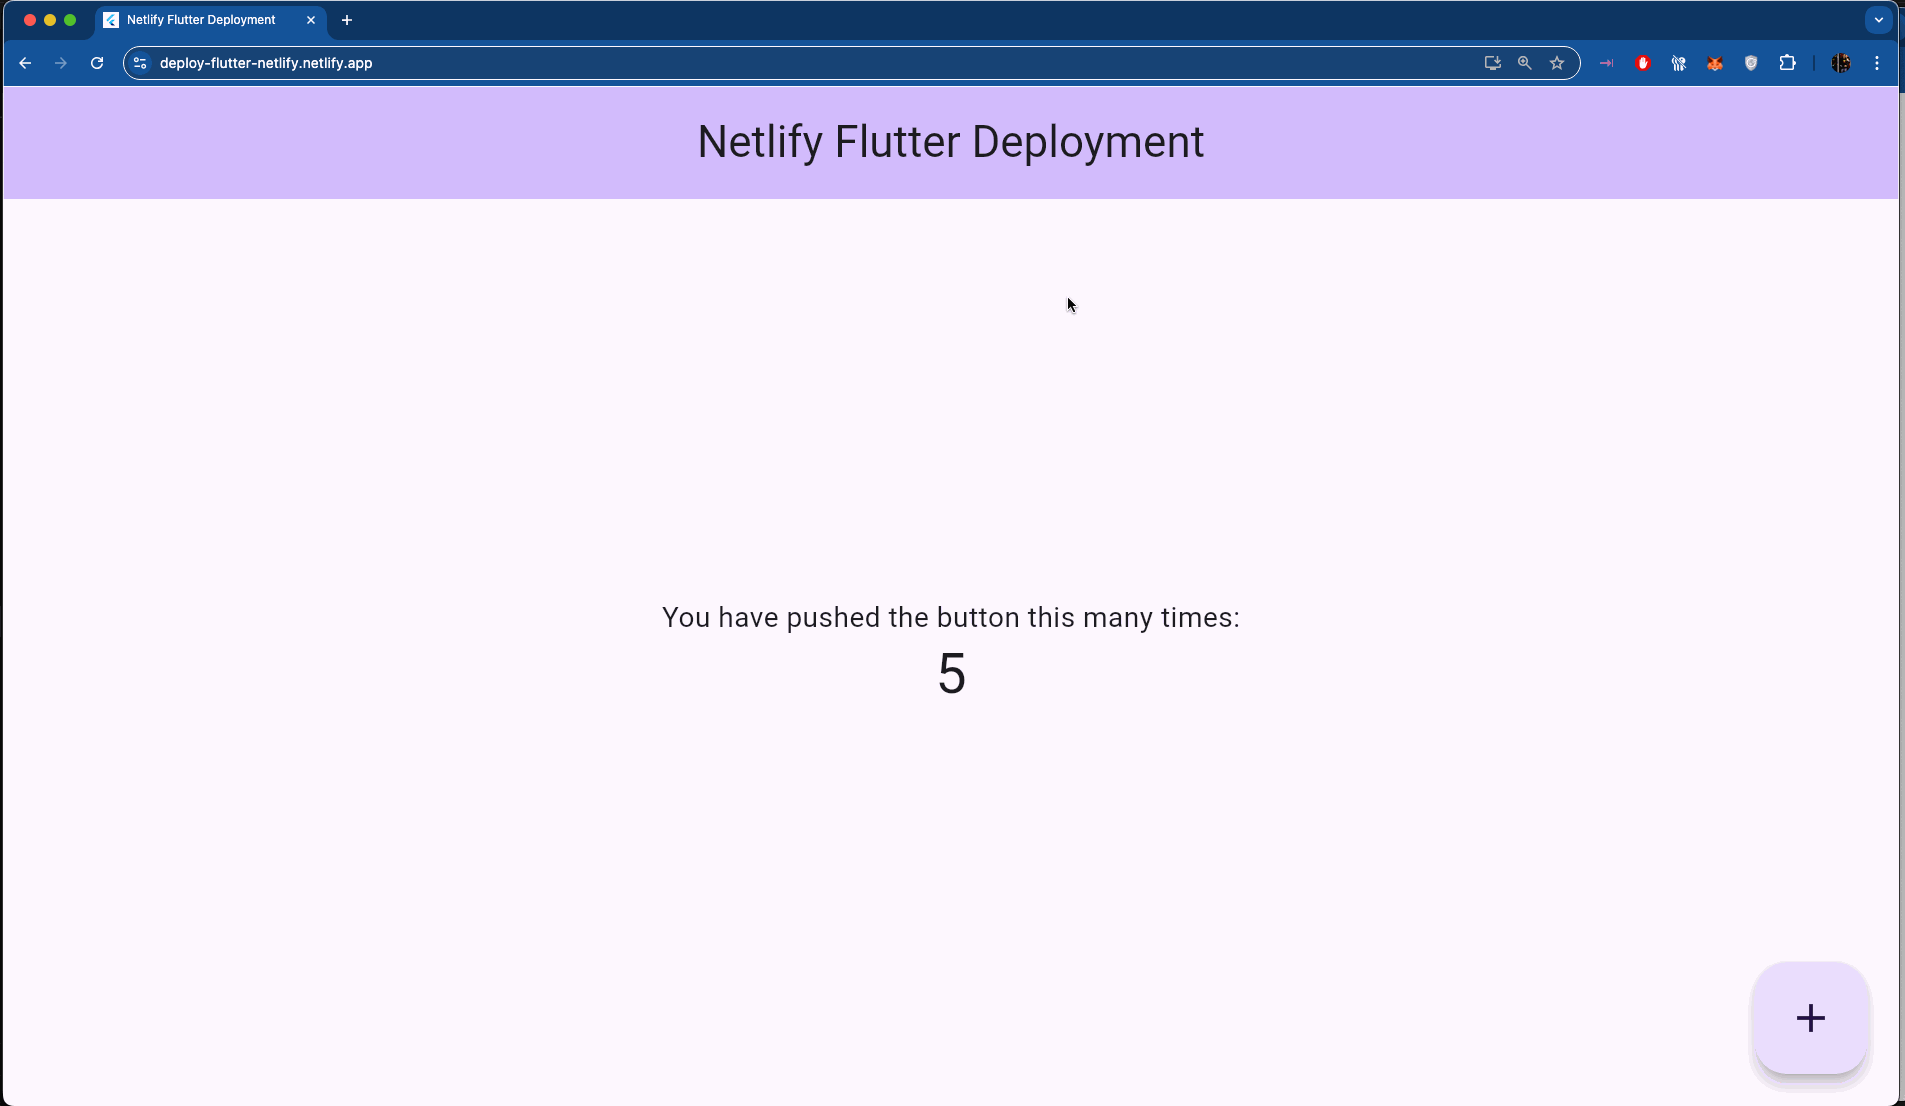 Netlify Flutter Deployment
deploy-flutter-netlify.netlify.app
Netlify Flutter Deployment
You have pushed the button this many times:
5